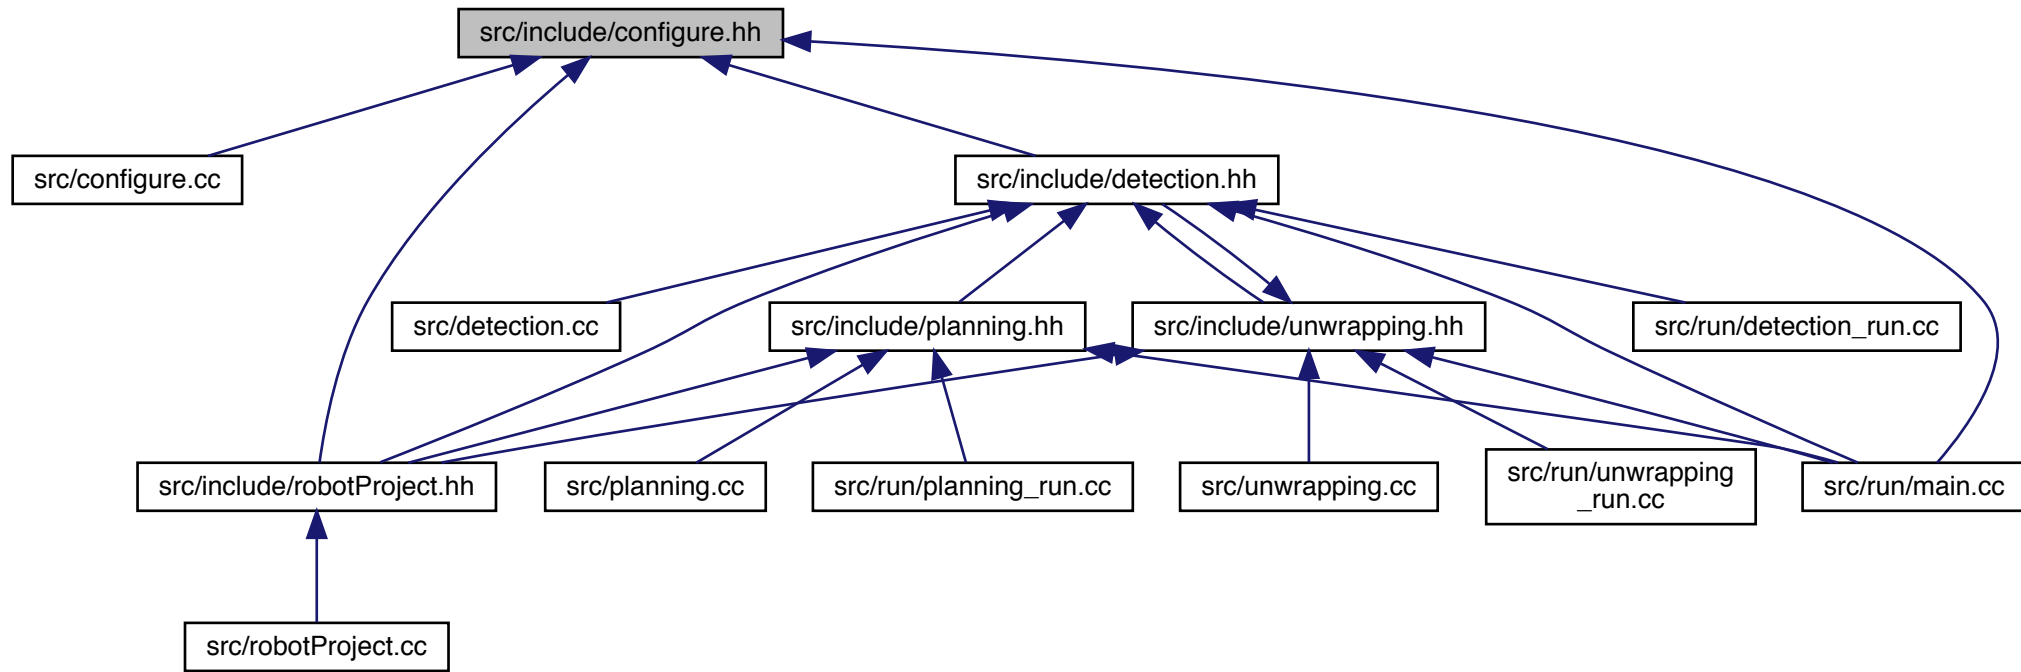 src/include/configure.hh
src/configure.cc
src/include/detection.hh
src/detection.cc
src/include/planning.hh
src/include/unwrapping.hh
src/run/detection_run.cc
src/include/robotProject.hh
src/planning.cc
src/run/planning_run.cc
src/unwrapping.cc
src/run/unwrapping
_run.cc
src/run/main.cc
src/robotProject.cc